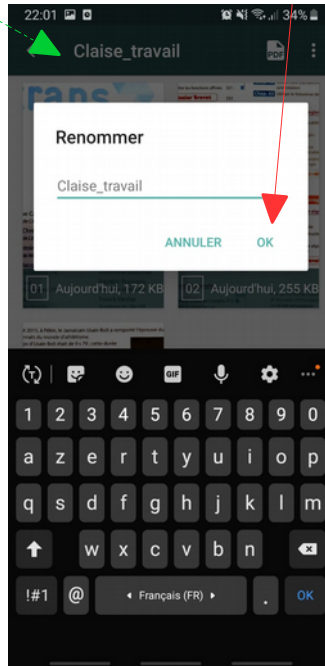 22:01 34%
Claise_travail PDF
rans
Renommer
Claise_travail
ANNULER OK
01 Aujourd'hui, 172 KB 02 Aujourd'hui, 255 KB
GIF
1 2 3 4 5 6 7 8 9 0
a z e r t y u i o p
q s d f g h j k l m
w x c v b n
!#1 @ Français (FR) . OK